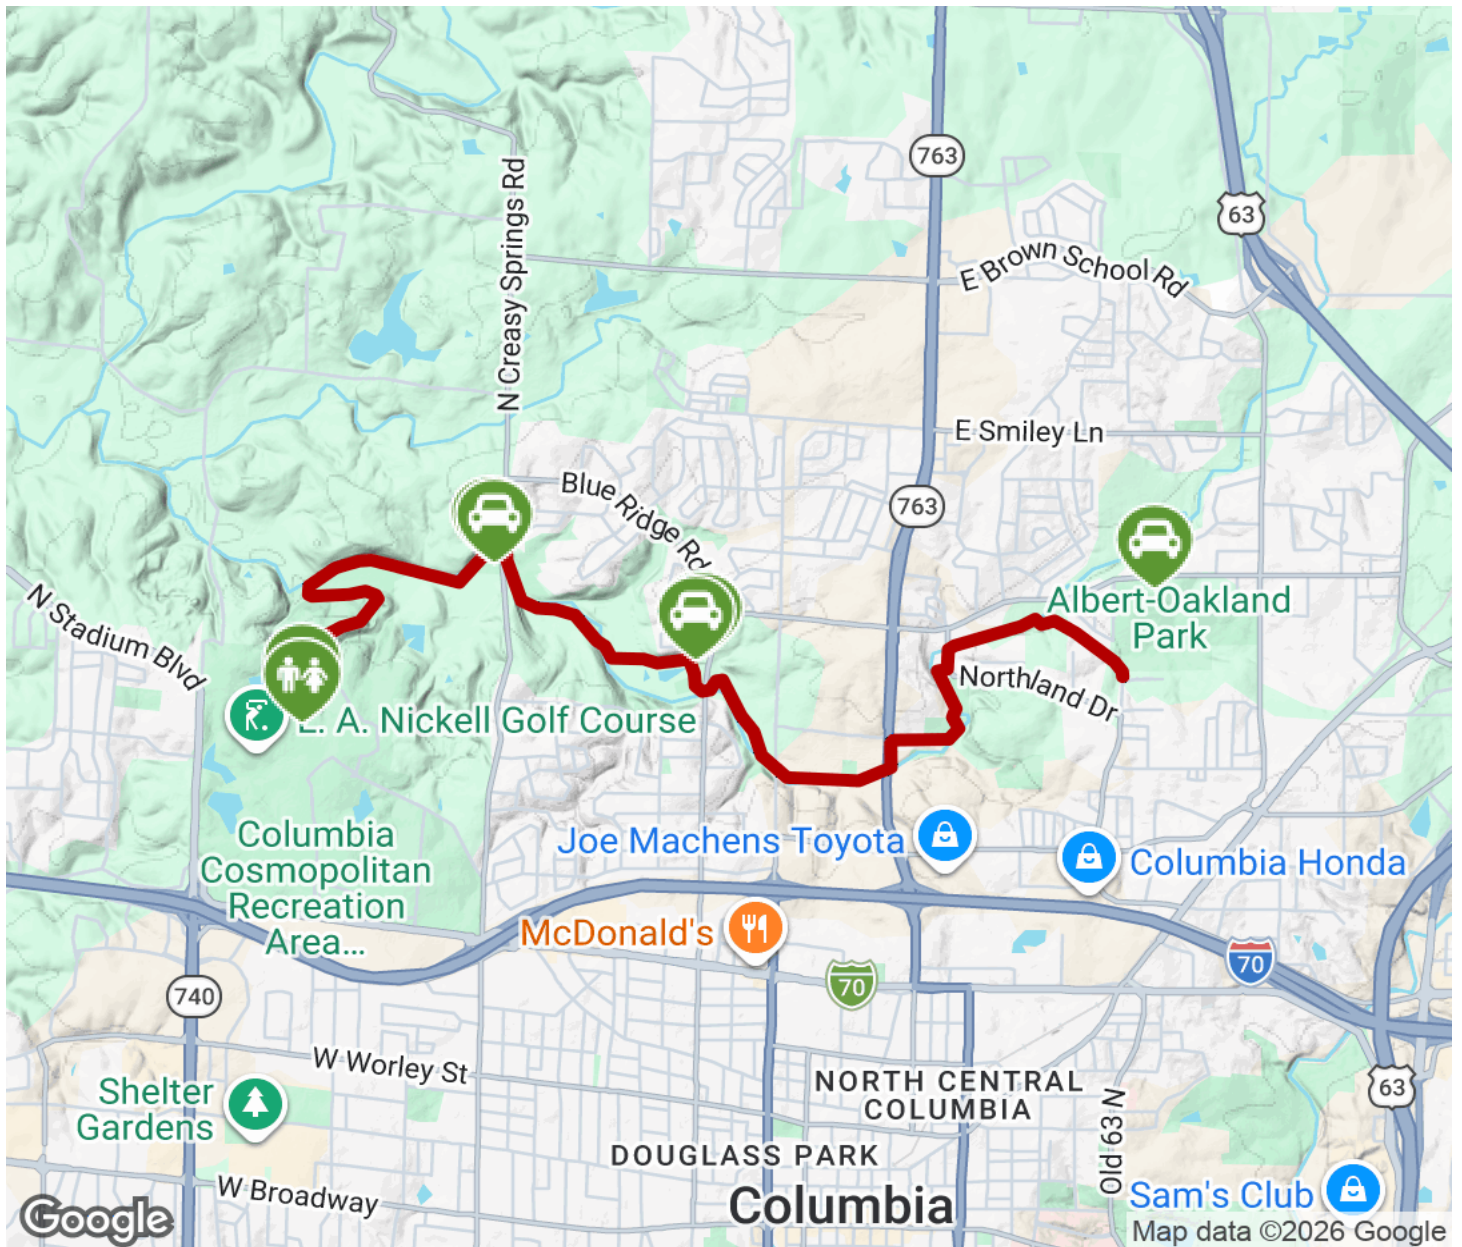 763
63
N Creasy Springs Rd
E Brown School Rd
E Smiley Ln
Blue Ridge Rd
763
N Stadium Blvd
Albert-Oakland
Park
Northland Dr
L. A. Nickell Golf Course
Columbia
Cosmopolitan
Recreation
Area...
Joe Machens Toyota
Columbia Honda
McDonald's
70
70
740
W Worley St
NORTH CENTRAL
COLUMBIA
63
Shelter
Gardens
DOUGLASS PARK
Old 63 N
W Broadway
Columbia
Sam's Club
Google
Map data ©2026 Google